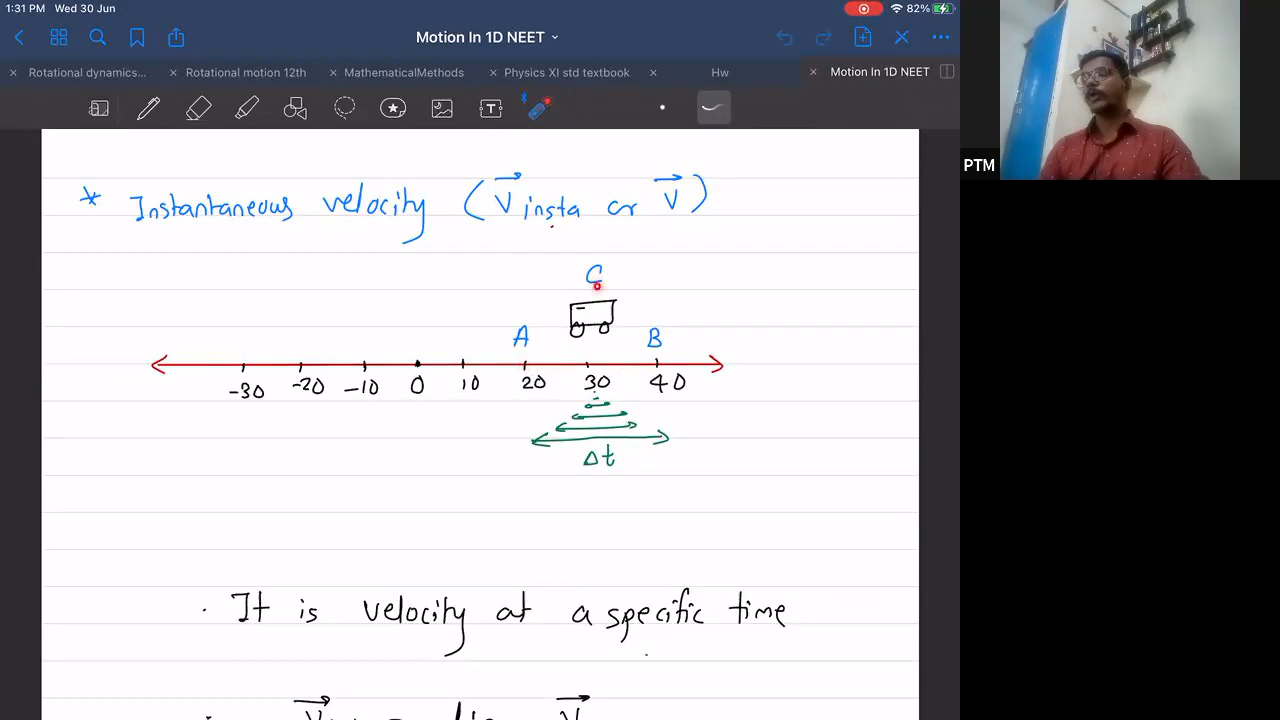 1:31 PM Wed 30 Jun
82%
Motion In 1D NEET
Rotational dynamics...
Rotational motion 12th
MathematicalMethods
Physics XI std textbook
Hw
Motion In 1D NEET
T
PTM
* Instantaneous velocity (V⃗ insta or V⃗)
C
A B
-30 -20 -10 0 10 20 30 40
Δt
. It is velocity at a specific time